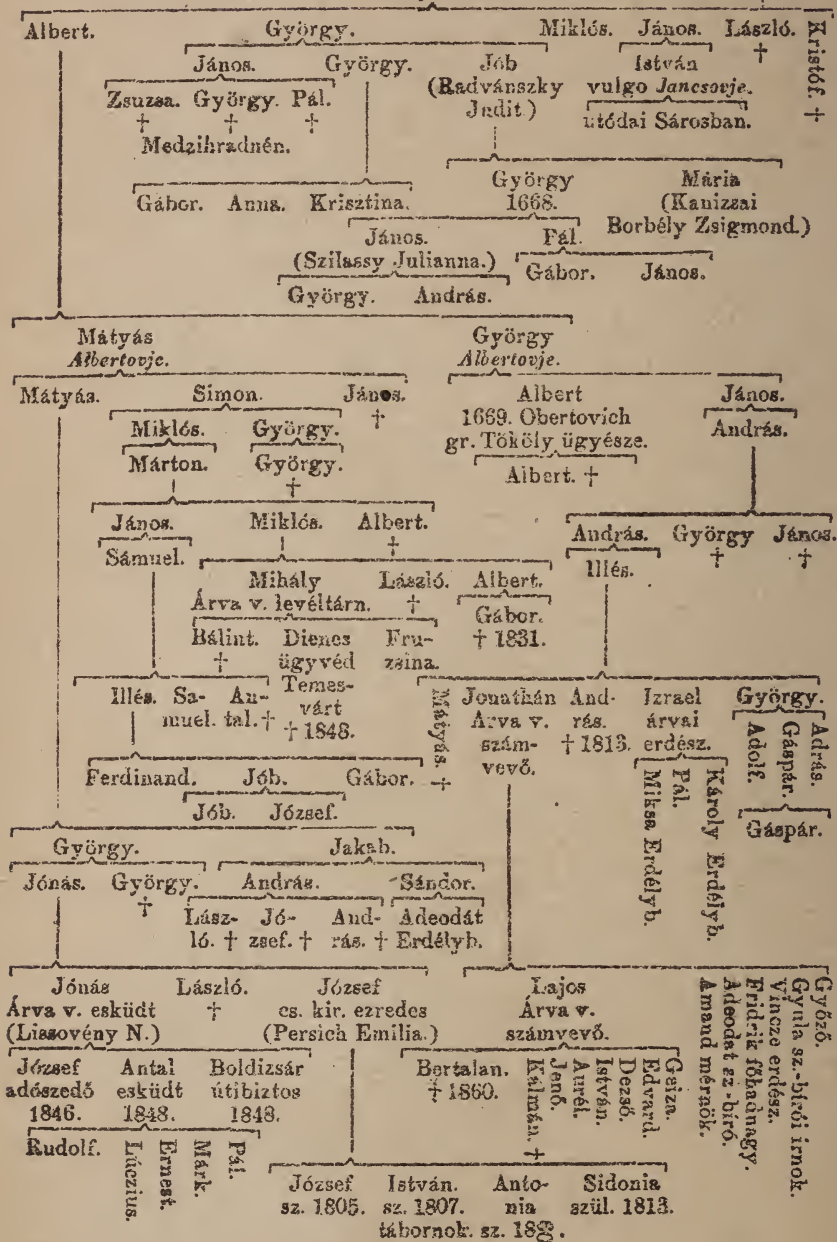 Albert. György. Miklós. János. László. Kristóf. †
†
János. György. Jób István
(Radvánszky vulgo Jancsovje.
Zsuzsa. György. Pál. Judit)
† † † utódai Sárosban.
Medzihradnén.
György Mária
Gábor. Anna. Krisztina. 1668. (Kanizsai
János. Pál. Borbély Zsigmond.)
(Szilassy Julianna.) Gábor. János.
György. András.
Mátyás György
Albertovje. Albertovje.
Mátyás. Simon. János. Albert János.
† 1669. Obertovich
Miklós. György. gr. Tököly ügyésze. András.
Márton. György. Albert. †
†
János. Miklós. Albert. András. György János.
† † †
Sámuel. Illés.
Mihály László. Albert.
Árva v. levéltárn. † Gábor.
Bálint. Dienes Fru- † 1831.
† ügyvéd zsina.
Illés. Sa- An- Temes- Mátyás. † Jonathán And- Izrael György.
muel. tal. † várt Árva v. rás. árvai Adolf. Gáspár. Adrás.
† 1848. szám- † 1813. erdész.
Ferdinand. Jób. Gábor. vevő. Miksa Erdélyb. Pál. Károly Erdélyb.
Jób. József. Gáspár.
György. Jakab.
Jónás. György. András. Sándor.
† Lász- Jó- And- Adeodát
ló. † zsef. † rás. † Erdélyb.
Jónás László. József Lajos
Árva v. esküdt † cs. kir. ezredes Árva v.
(Lissovény N.) (Persich Emilia.) számvevő.
Amand mérnök.
Adeodat sz.-bíró.
Fridrik főhadnagy.
Vincze erdész.
Gyula sz.-bírói irnok.
Győző.
József Antal Boldizsár Bertalan.
adószedő esküdt útibiztos † 1860.
1846. 1848. 1848.
Kálmán. †
Jenő.
Aurél.
István.
Dezső.
Edvard.
Geiza.
Rudolf. Lúczius. Ernest. Márk. Pál.
József István. Anto- Sidonia
sz. 1805. sz. 1807. nia szül. 1813.
tábornok. sz.